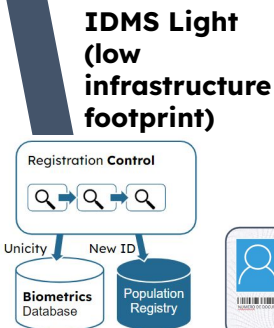 IDMS Light
(low
infrastructure
footprint)
Registration Control
Unicity
New ID
Biometrics
Database
Population
Registry